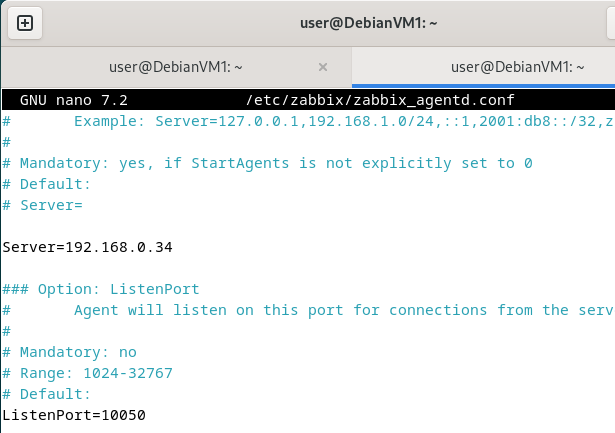 user@DebianVM1: ~
user@DebianVM1: ~ × user@DebianVM1: ~
GNU nano 7.2 /etc/zabbix/zabbix_agentd.conf
# Example: Server=127.0.0.1,192.168.1.0/24,::1,2001:db8::/32,z
#
# Mandatory: yes, if StartAgents is not explicitly set to 0
# Default:
# Server=
Server=192.168.0.34
### Option: ListenPort
# Agent will listen on this port for connections from the serv
#
# Mandatory: no
# Range: 1024-32767
# Default:
ListenPort=10050